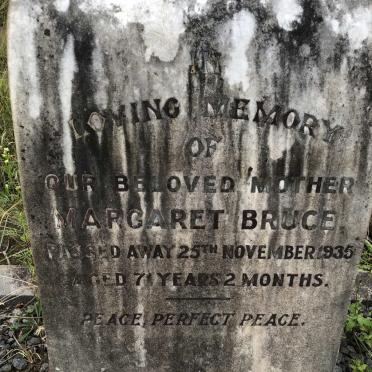 IN
LOVING MEMORY
OF
OUR BELOVED MOTHER
MARGARET BRUCE.
PASSED AWAY 25TH NOVEMBER 1935
AGED 71 YEARS 2 MONTHS.
PEACE, PERFECT PEACE.